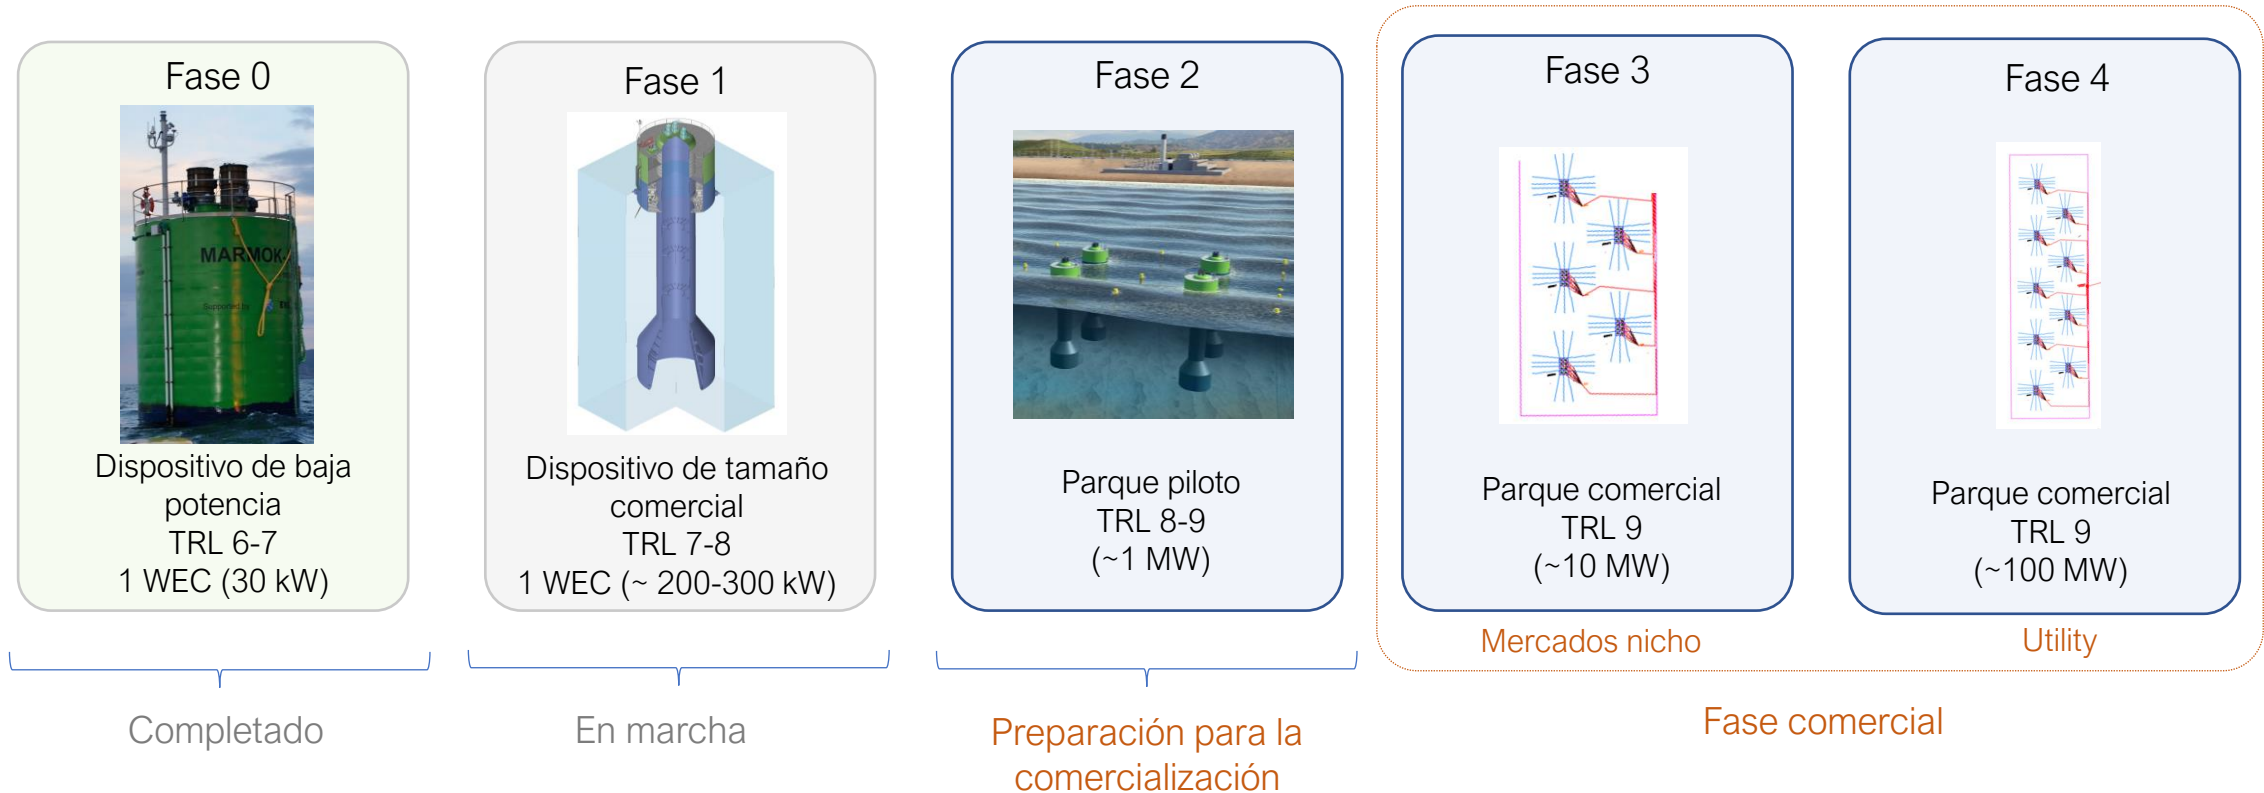 Fase 0
MARMOK-
Supported by
Dispositivo de baja
potencia
TRL 6-7
1 WEC (30 kW)
Completado
Fase 1
Dispositivo de tamaño
comercial
TRL 7-8
1 WEC (~ 200-300 kW)
En marcha
Fase 2
Parque piloto
TRL 8-9
(~1 MW)
Preparación para la
comercialización
Fase 3
Parque comercial
TRL 9
(~10 MW)
Mercados nicho
Fase 4
Parque comercial
TRL 9
(~100 MW)
Utility
Fase comercial